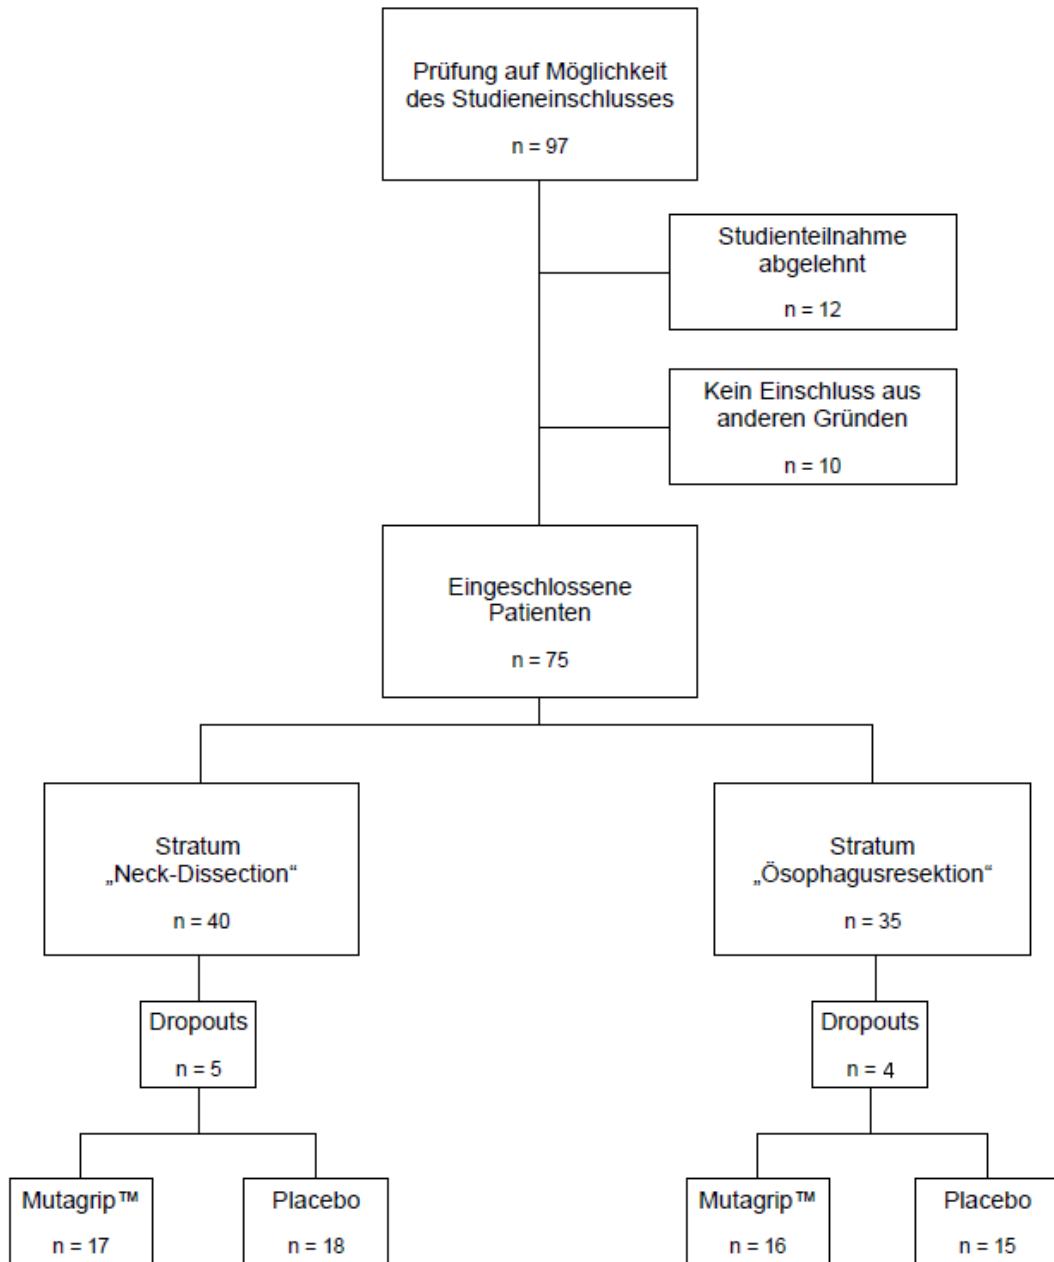 Prüfung auf Möglichkeit
des Studieneinschlusses
n = 97
Studienteilnahme
abgelehnt
n = 12
Kein Einschluss aus
anderen Gründen
n = 10
Eingeschlossene
Patienten
n = 75
Stratum
„Neck-Dissection“
n = 40
Stratum
„Ösophagusresektion“
n = 35
Dropouts
n = 5
Dropouts
n = 4
Mutagrip™
n = 17
Placebo
n = 18
Mutagrip™
n = 16
Placebo
n = 15